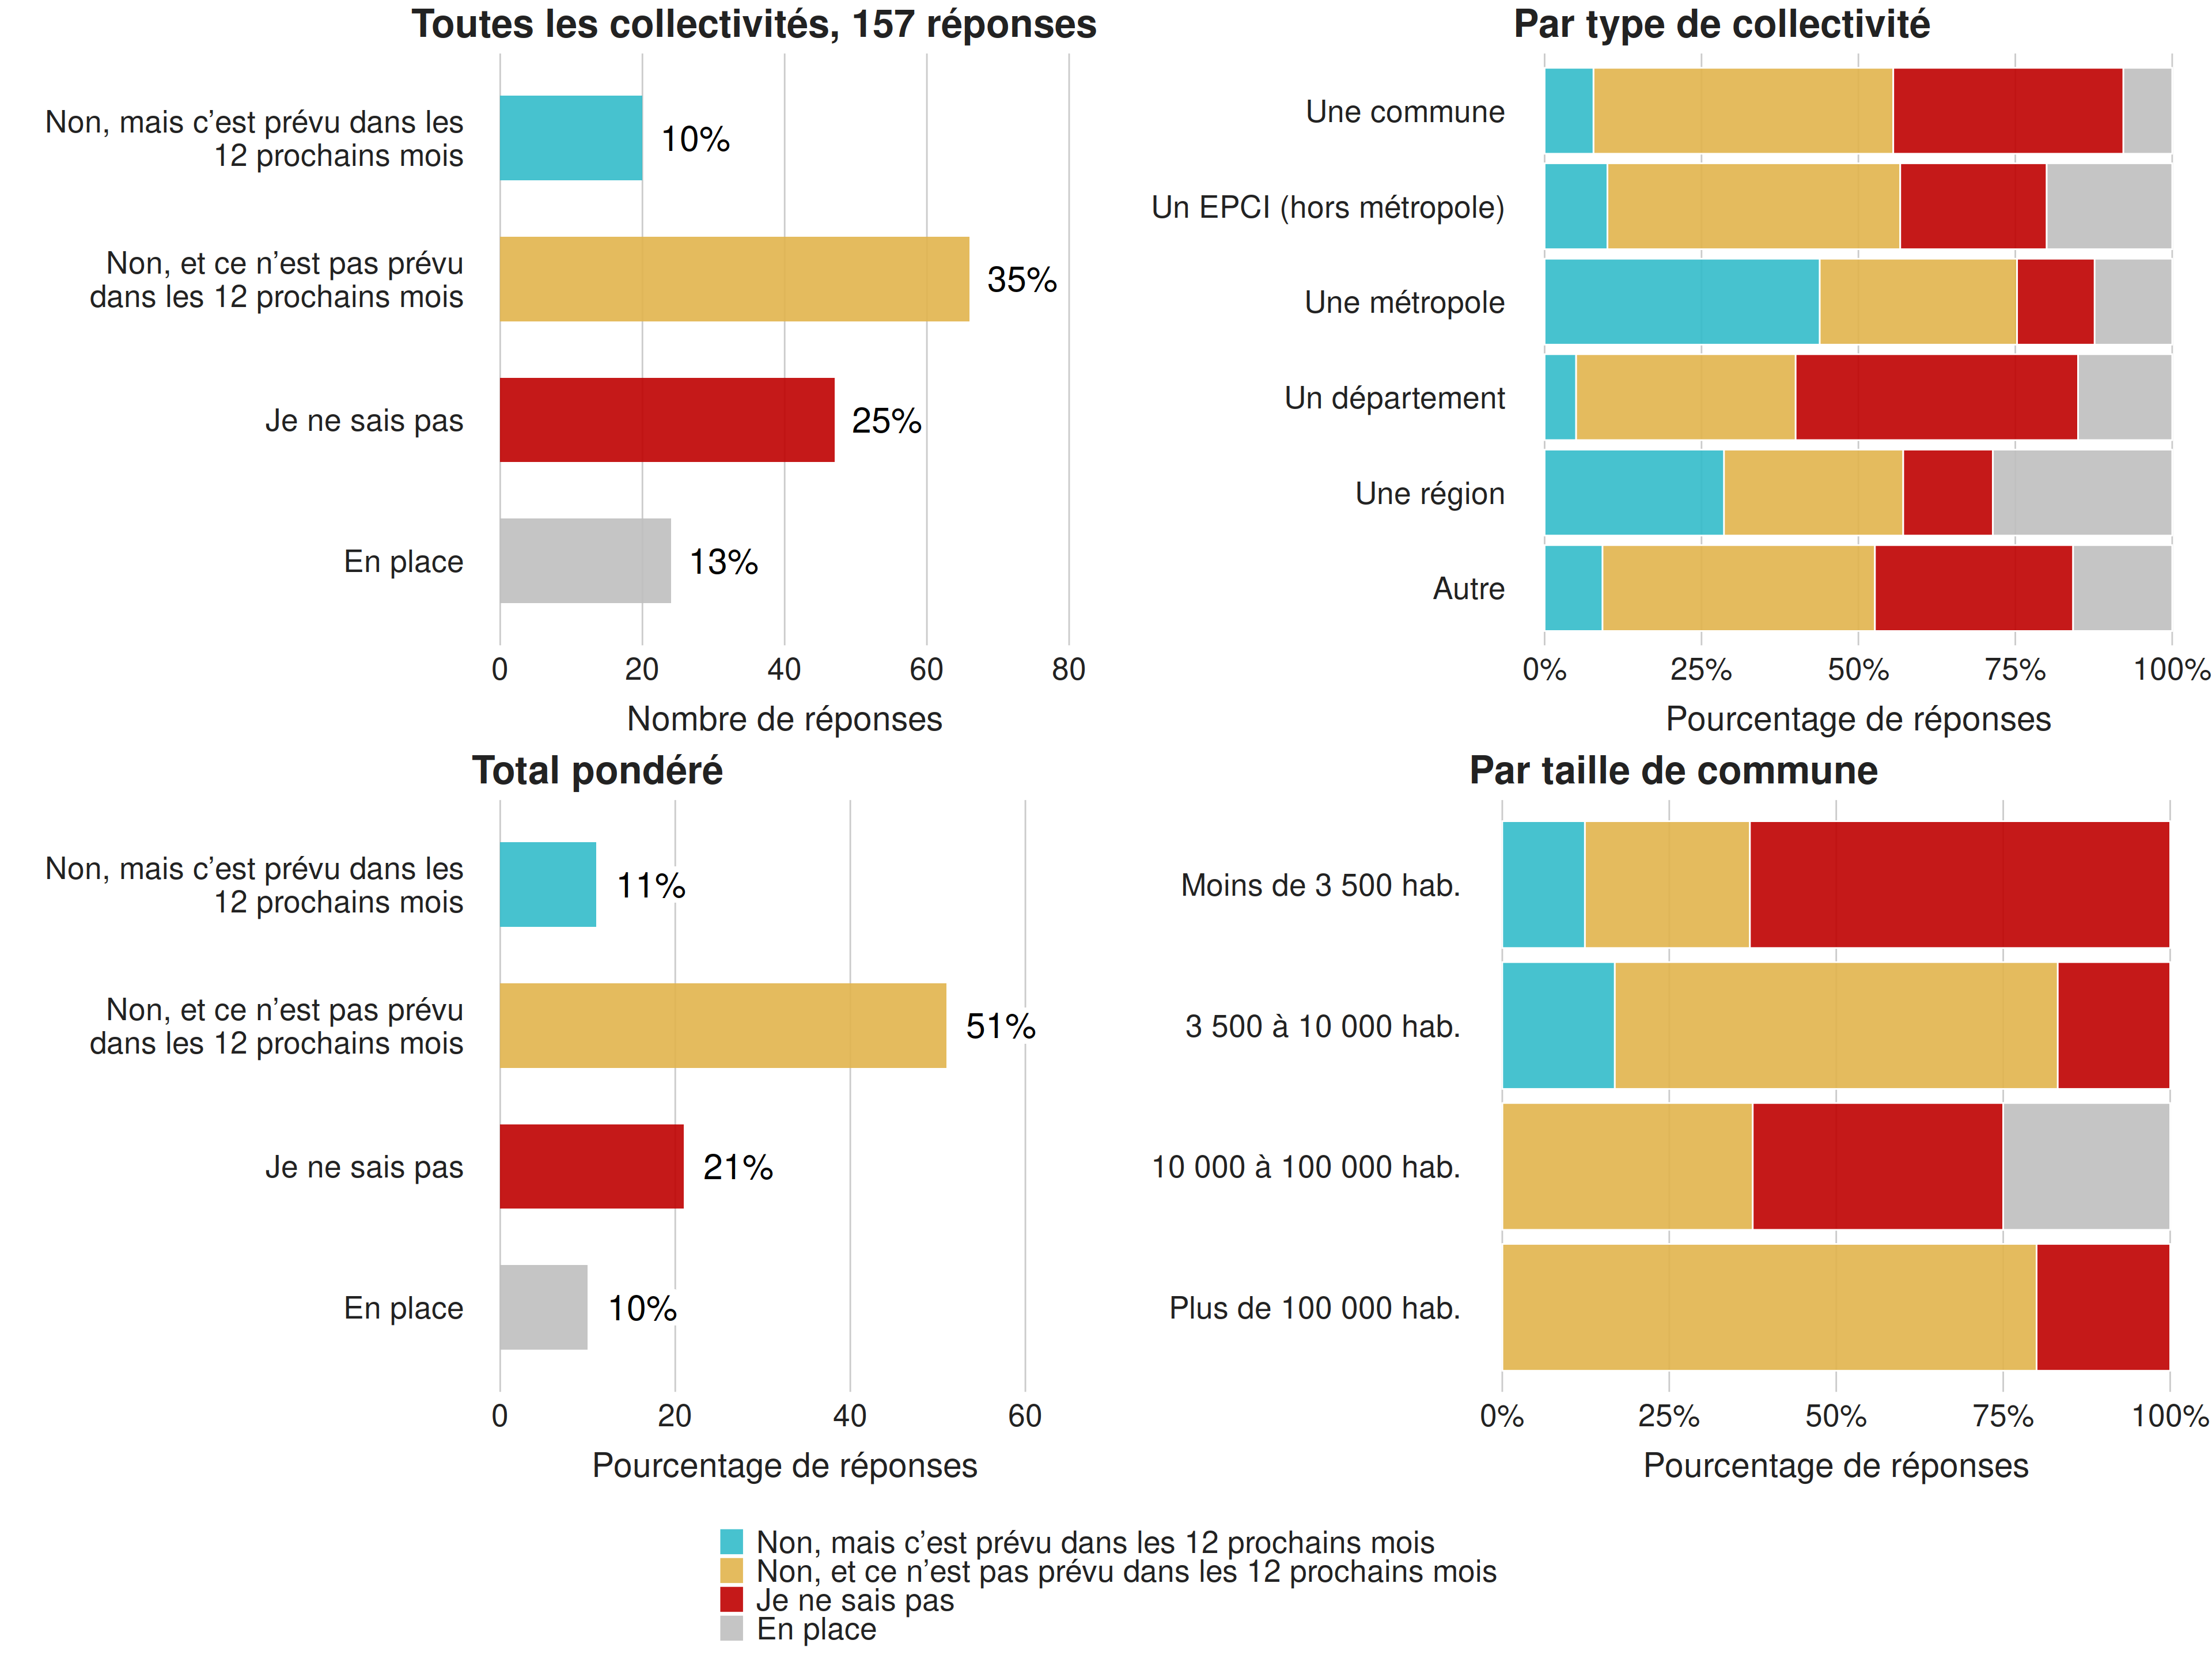 Toutes les collectivités, 157 réponses
Non, mais c’est prévu dans les
12 prochains mois
10%
Non, et ce n’est pas prévu
dans les 12 prochains mois
35%
Je ne sais pas
25%
En place
13%
0 20 40 60 80
Nombre de réponses
Par type de collectivité
Une commune
Un EPCI (hors métropole)
Une métropole
Un département
Une région
Autre
0% 25% 50% 75% 100%
Pourcentage de réponses
Total pondéré
Non, mais c’est prévu dans les
12 prochains mois
11%
Non, et ce n’est pas prévu
dans les 12 prochains mois
51%
Je ne sais pas
21%
En place
10%
0 20 40 60
Pourcentage de réponses
Par taille de commune
Moins de 3 500 hab.
3 500 à 10 000 hab.
10 000 à 100 000 hab.
Plus de 100 000 hab.
0% 25% 50% 75% 100%
Pourcentage de réponses
Non, mais c’est prévu dans les 12 prochains mois
Non, et ce n’est pas prévu dans les 12 prochains mois
Je ne sais pas
En place